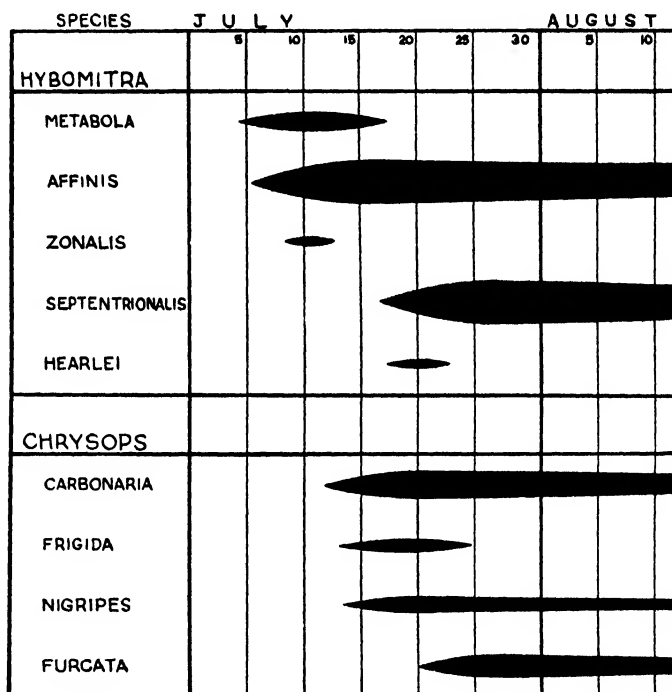 SPECIES JULY AUGUST
5 10 15 20 25 30 5 10
HYBOMITRA
METABOLA
AFFINIS
ZONALIS
SEPTENTRIONALIS
HEARLEI
CHRYSOPS
CARBONARIA
FRIGIDA
NIGRIPES
FURCATA